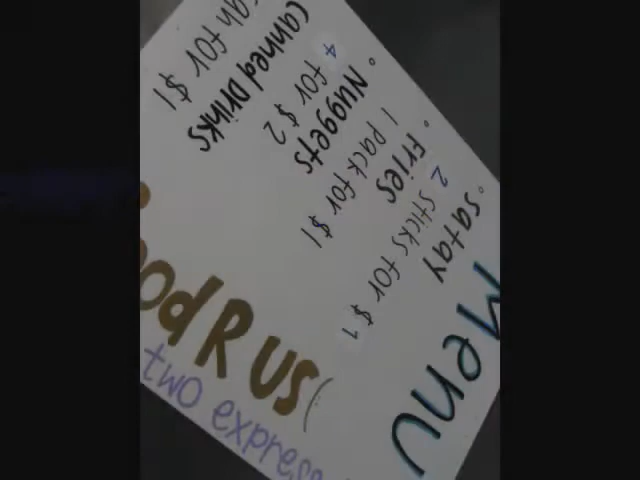 Menu
• satay
2 sticks for $1
• Fries
1 pack for $1
• Nuggets
4 for $2
Canned Drinks
for $1
R US(
two express